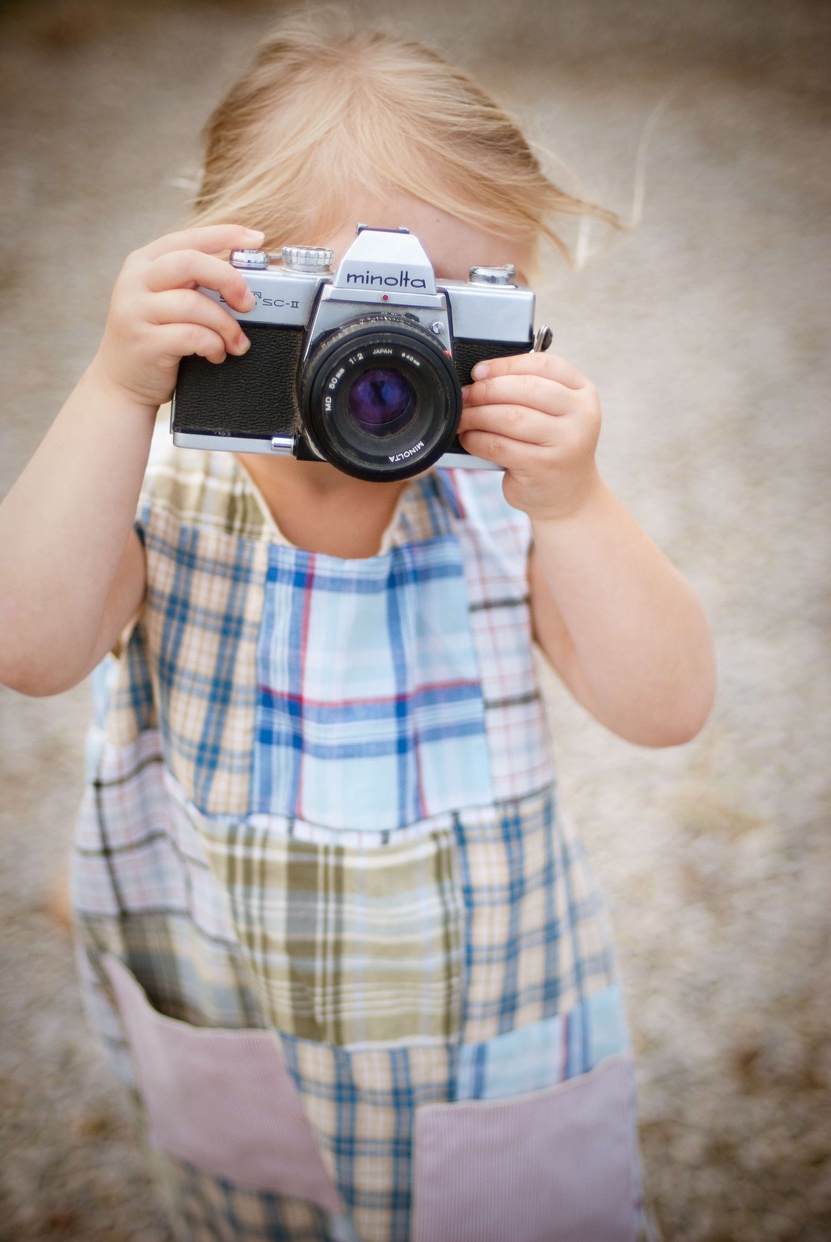 minolta
SC-II
MD 50mm 1:2 JAPAN
MINOLTA